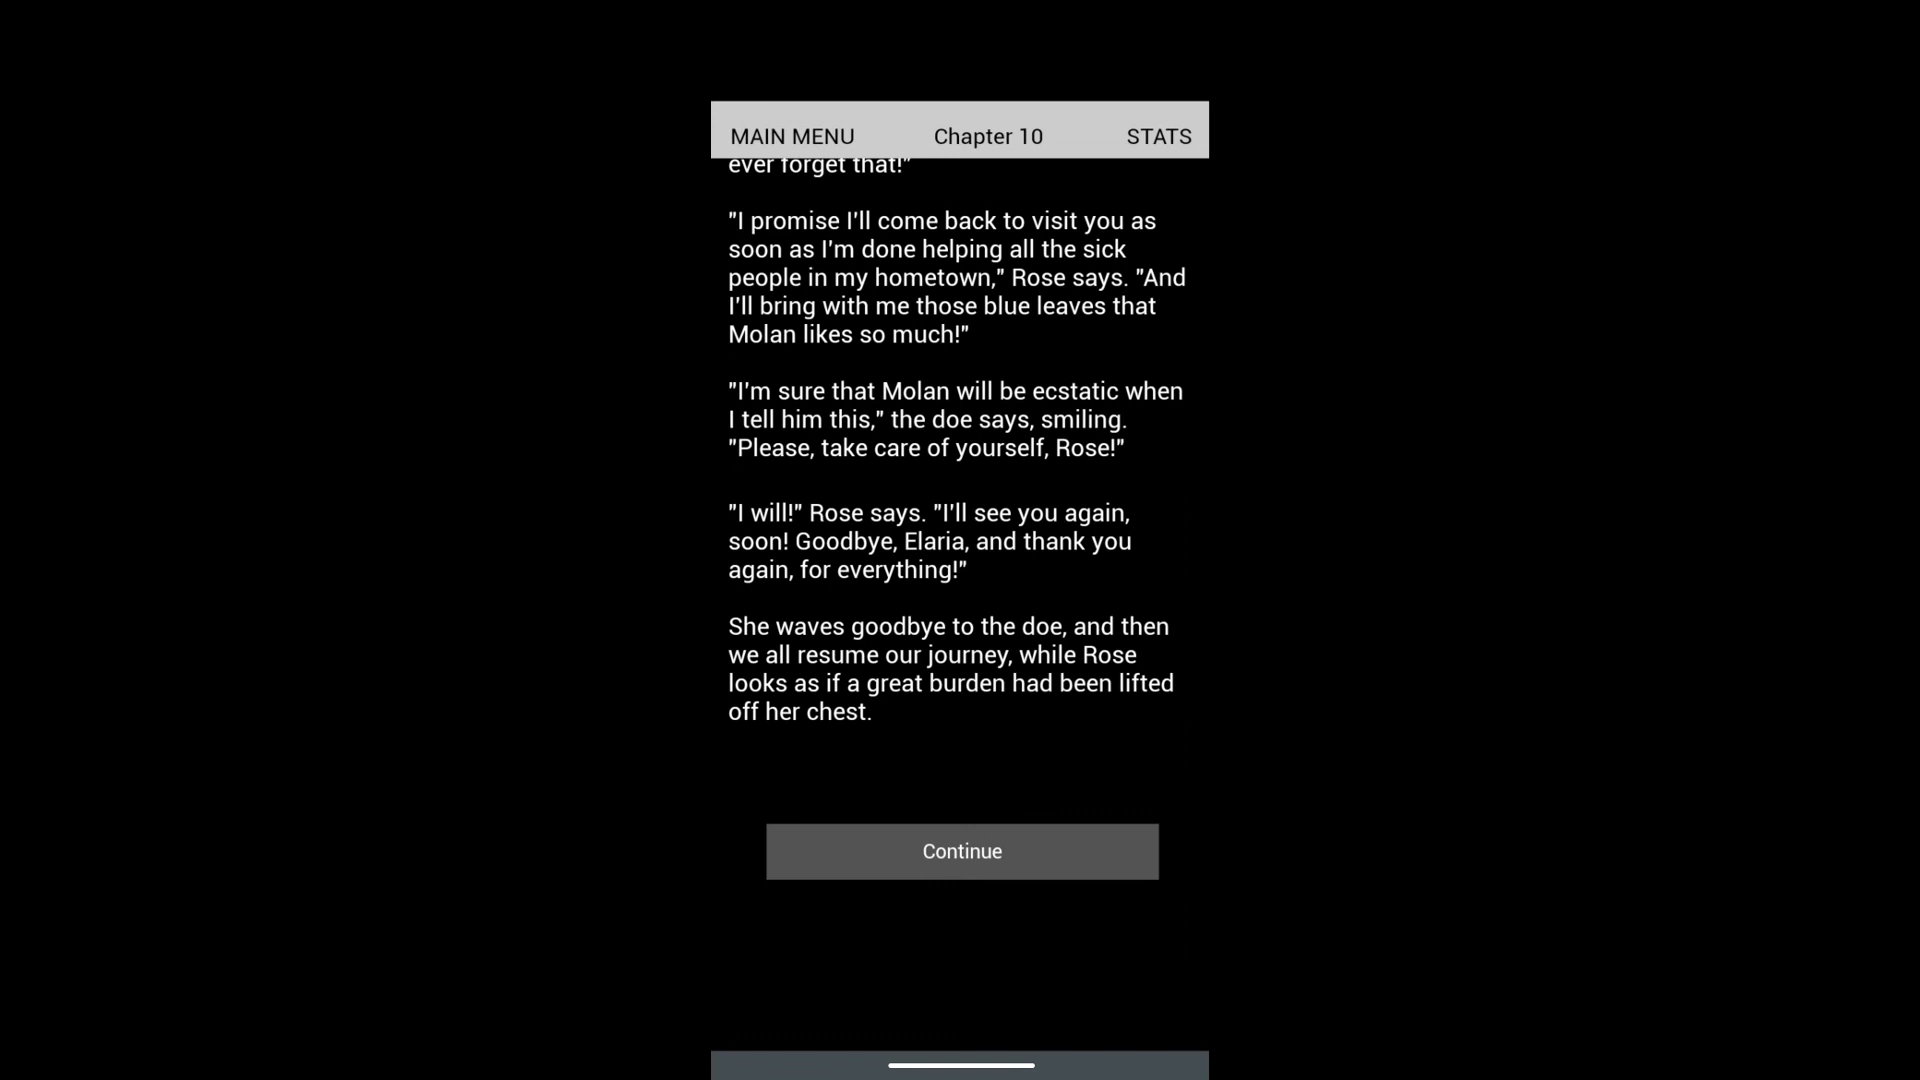 MAIN MENU Chapter 10 STATS
ever forget that!"
"I promise I'll come back to visit you as
soon as I'm done helping all the sick
people in my hometown," Rose says. "And
I'll bring with me those blue leaves that
Molan likes so much!"
"I'm sure that Molan will be ecstatic when
I tell him this," the doe says, smiling.
"Please, take care of yourself, Rose!"
"I will!" Rose says. "I'll see you again,
soon! Goodbye, Elaria, and thank you
again, for everything!"
She waves goodbye to the doe, and then
we all resume our journey, while Rose
looks as if a great burden had been lifted
off her chest.
Continue